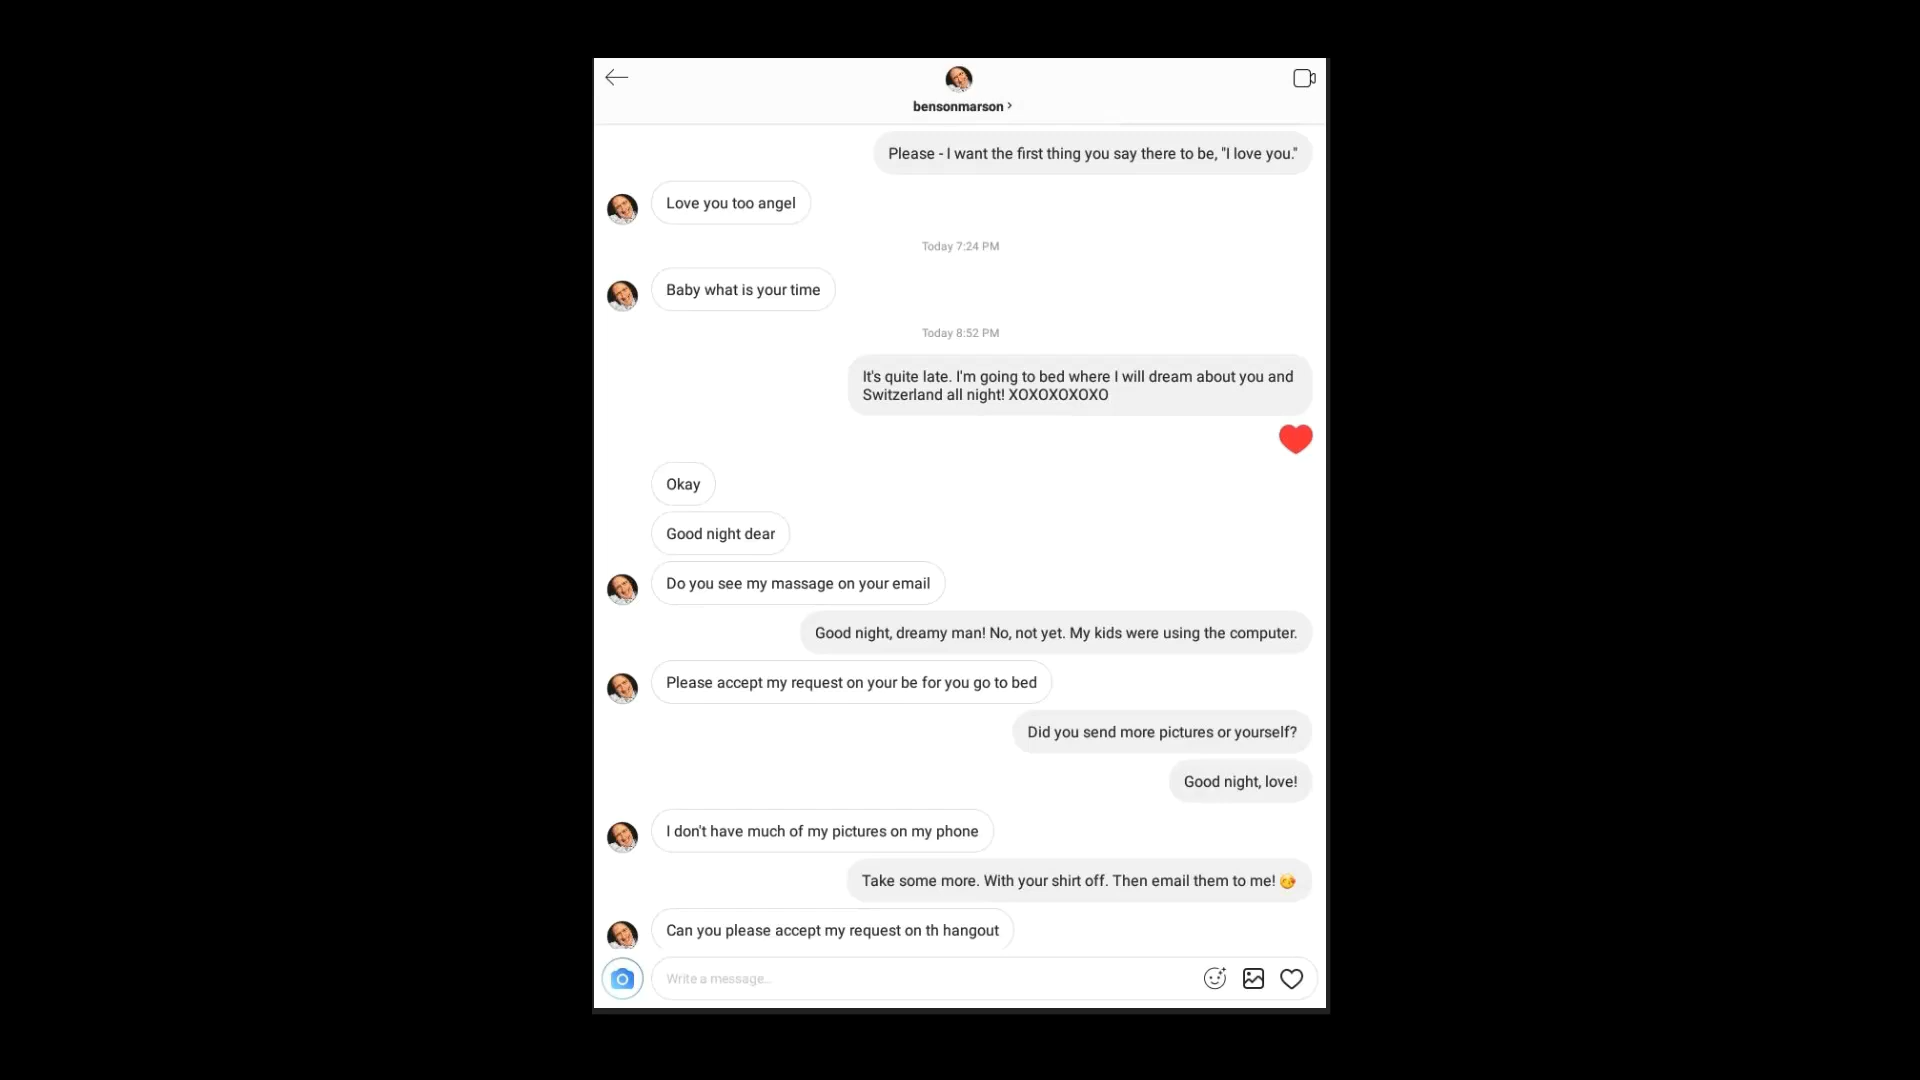 bensonmarson
Please - I want the first thing you say there to be, "I love you."
Love you too angel
Today 7:24 PM
Baby what is your time
Today 8:52 PM
It's quite late. I'm going to bed where I will dream about you and
Switzerland all night! XOXOXOXOXO
Okay
Good night dear
Do you see my massage on your email
Good night, dreamy man! No, not yet. My kids were using the computer.
Please accept my request on your be for you go to bed
Did you send more pictures or yourself?
Good night, love!
I don't have much of my pictures on my phone
Take some more. With your shirt off. Then email them to me!
Can you please accept my request on th hangout
Write a message...